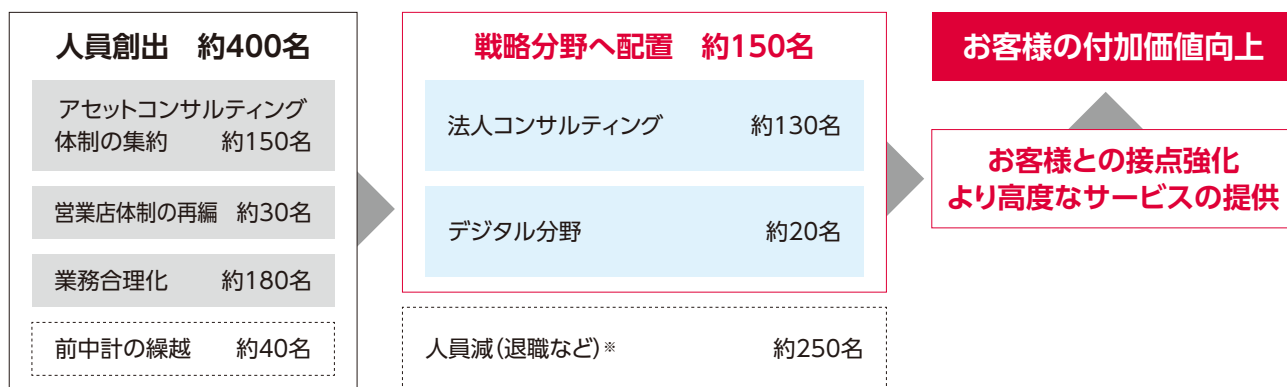 人員創出 約400名
アセットコンサルティング
体制の集約 約150名
営業店体制の再編 約30名
業務合理化 約180名
前中計の繰越 約40名
戦略分野へ配置 約150名
法人コンサルティング 約130名
デジタル分野 約20名
人員減(退職など)※ 約250名
お客様の付加価値向上
お客様との接点強化
より高度なサービスの提供